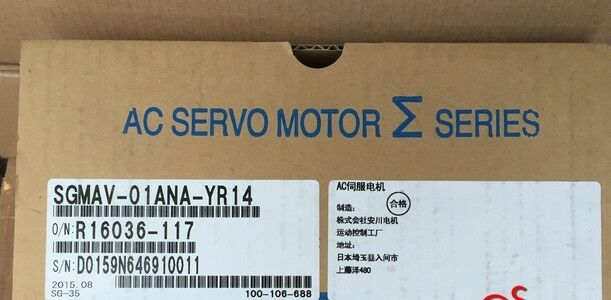 AC SERVO MOTOR Σ SERIES
SGMAV-01ANA-YR14
O/N: R16036-117
S/N: D0159N646910011
2015.08
SG-35
100-106-688
AC伺服电机
制造:
合格
株式会社安川电机
运动控制工厂
地址:
日本埼玉县入间市
上藤泽480